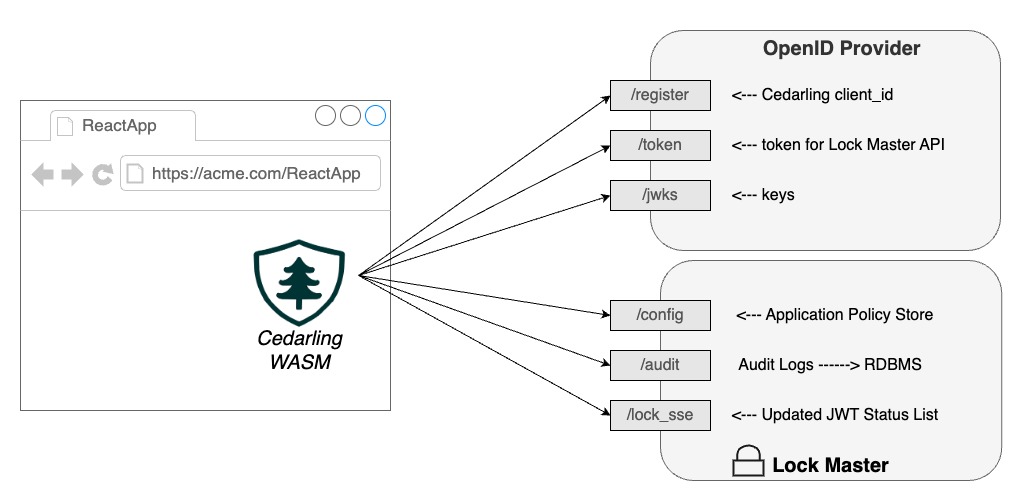 ReactApp
https://acme.com/ReactApp
Cedarling
WASM
OpenID Provider
/register
<--- Cedarling client_id
/token
<--- token for Lock Master API
/jwks
<--- keys
/config
<--- Application Policy Store
/audit
Audit Logs ------> RDBMS
/lock_sse
<--- Updated JWT Status List
Lock Master